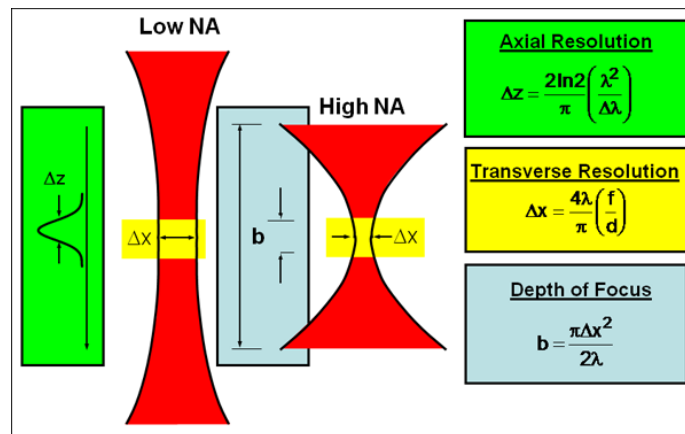 Low NA
High NA
Δz
Δx
b
Δx
Axial Resolution
Δz = 2ln2/π (λ²/Δλ)
Transverse Resolution
Δx = 4λ/π (f/d)
Depth of Focus
b = πΔx²/2λ